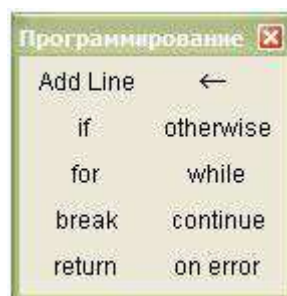 Программирование
Add Line ←
if otherwise
for while
break continue
return on error